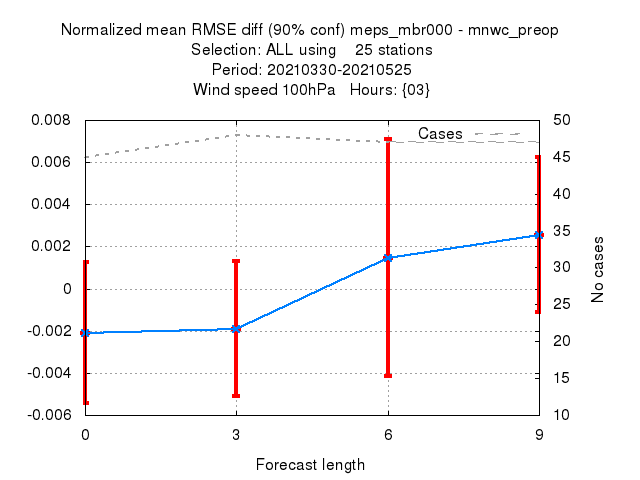 Normalized mean RMSE diff (90% conf) meps_mbr000 - mnwc_preop
Selection: ALL using    25 stations
Period: 20210330-20210525
Wind speed 100hPa   Hours: {03}
0.008
0.006
0.004
0.002
0
-0.002
-0.004
-0.006
Cases
50
45
40
35
30
25
20
15
10
No cases
0 3 6 9
Forecast length